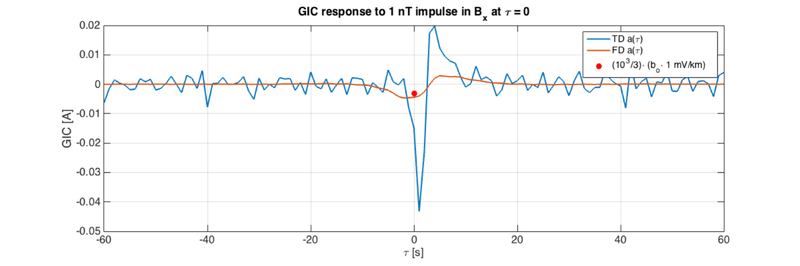 GIC response to 1 nT impulse in Bₓ at τ = 0
0.02
0.01
0
-0.01
-0.02
-0.03
-0.04
-0.05
GIC [A]
TD a(τ)
FD a(τ)
(10³/3)· (bₒ· 1 mV/km)
-60
-40
-20
0
20
40
60
τ [s]